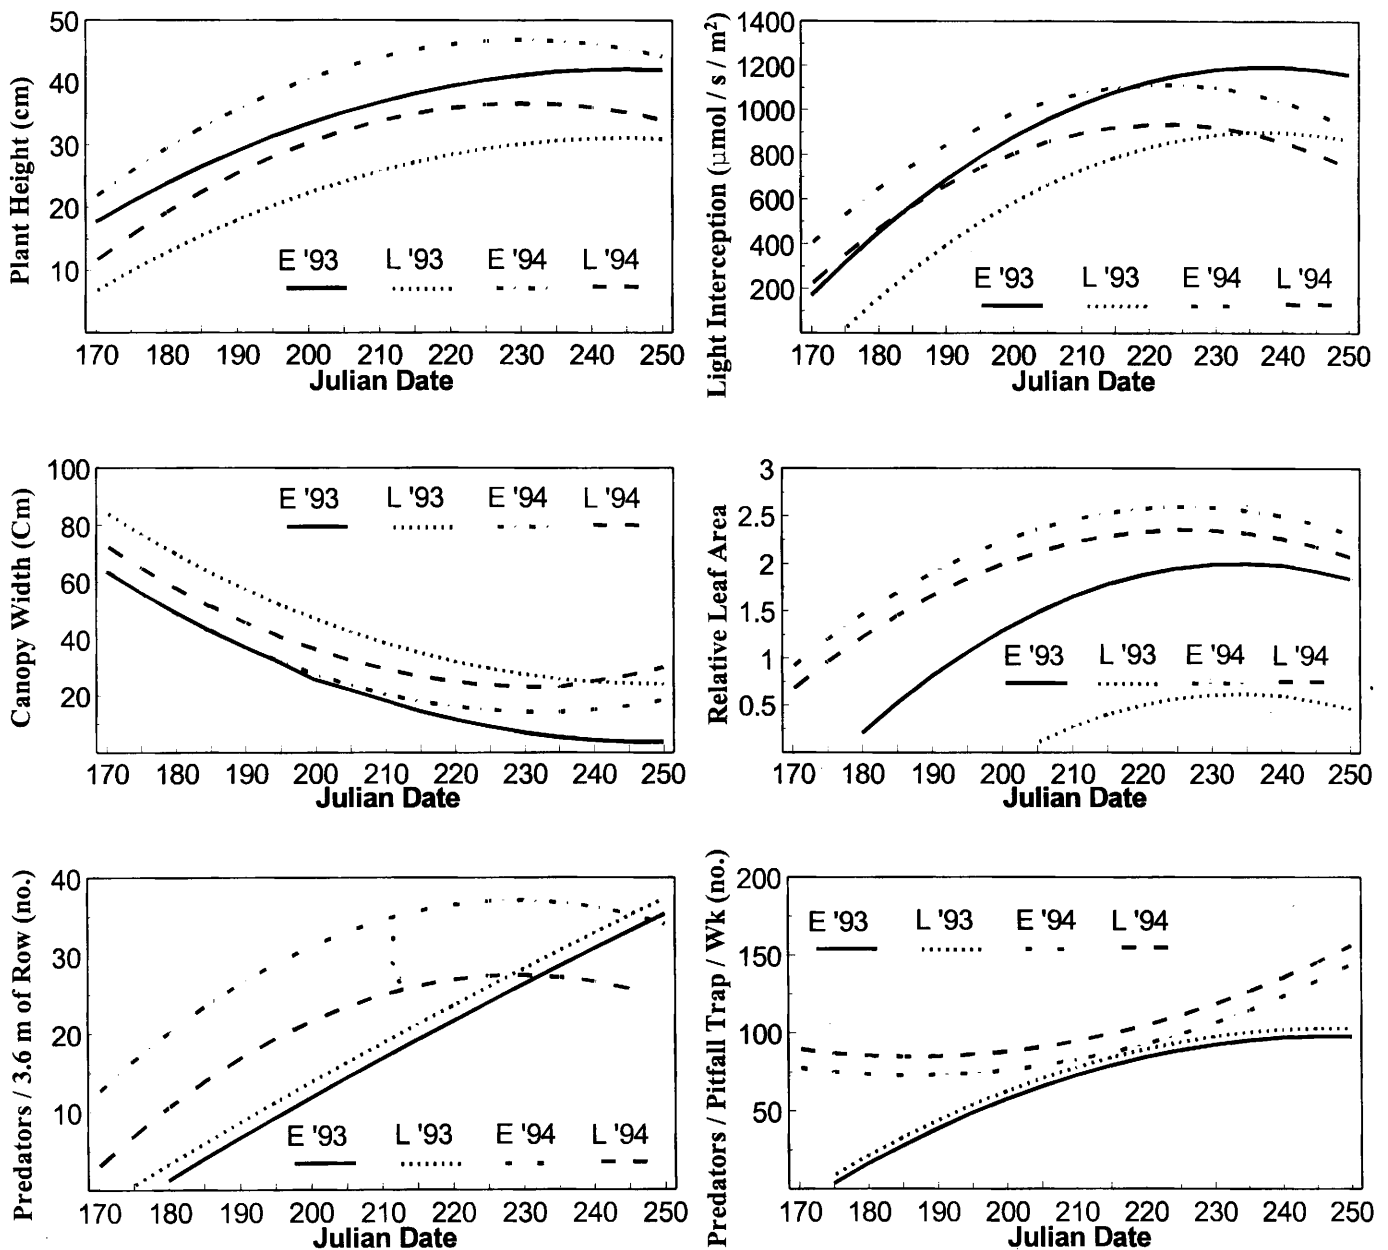 Plant Height (cm)
50
40
30
20
10
E '93 L '93 E '94 L '94
170 180 190 200 210 220 230 240 250
Julian Date
Light Interception (μmol / s / m²)
1400
1200
1000
800
600
400
200
E '93 L '93 E '94 L '94
170 180 190 200 210 220 230 240 250
Julian Date
Canopy Width (Cm)
100
80
60
40
20
E '93 L '93 E '94 L '94
170 180 190 200 210 220 230 240 250
Julian Date
Relative Leaf Area
3
2.5
2
1.5
1
0.5
E '93 L '93 E '94 L '94
170 180 190 200 210 220 230 240 250
Julian Date
Predators / 3.6 m of Row (no.)
40
30
20
10
E '93 L '93 E '94 L '94
170 180 190 200 210 220 230 240 250
Julian Date
Predators / Pitfall Trap / Wk (no.)
200
150
100
50
E '93 L '93 E '94 L '94
170 180 190 200 210 220 230 240 250
Julian Date